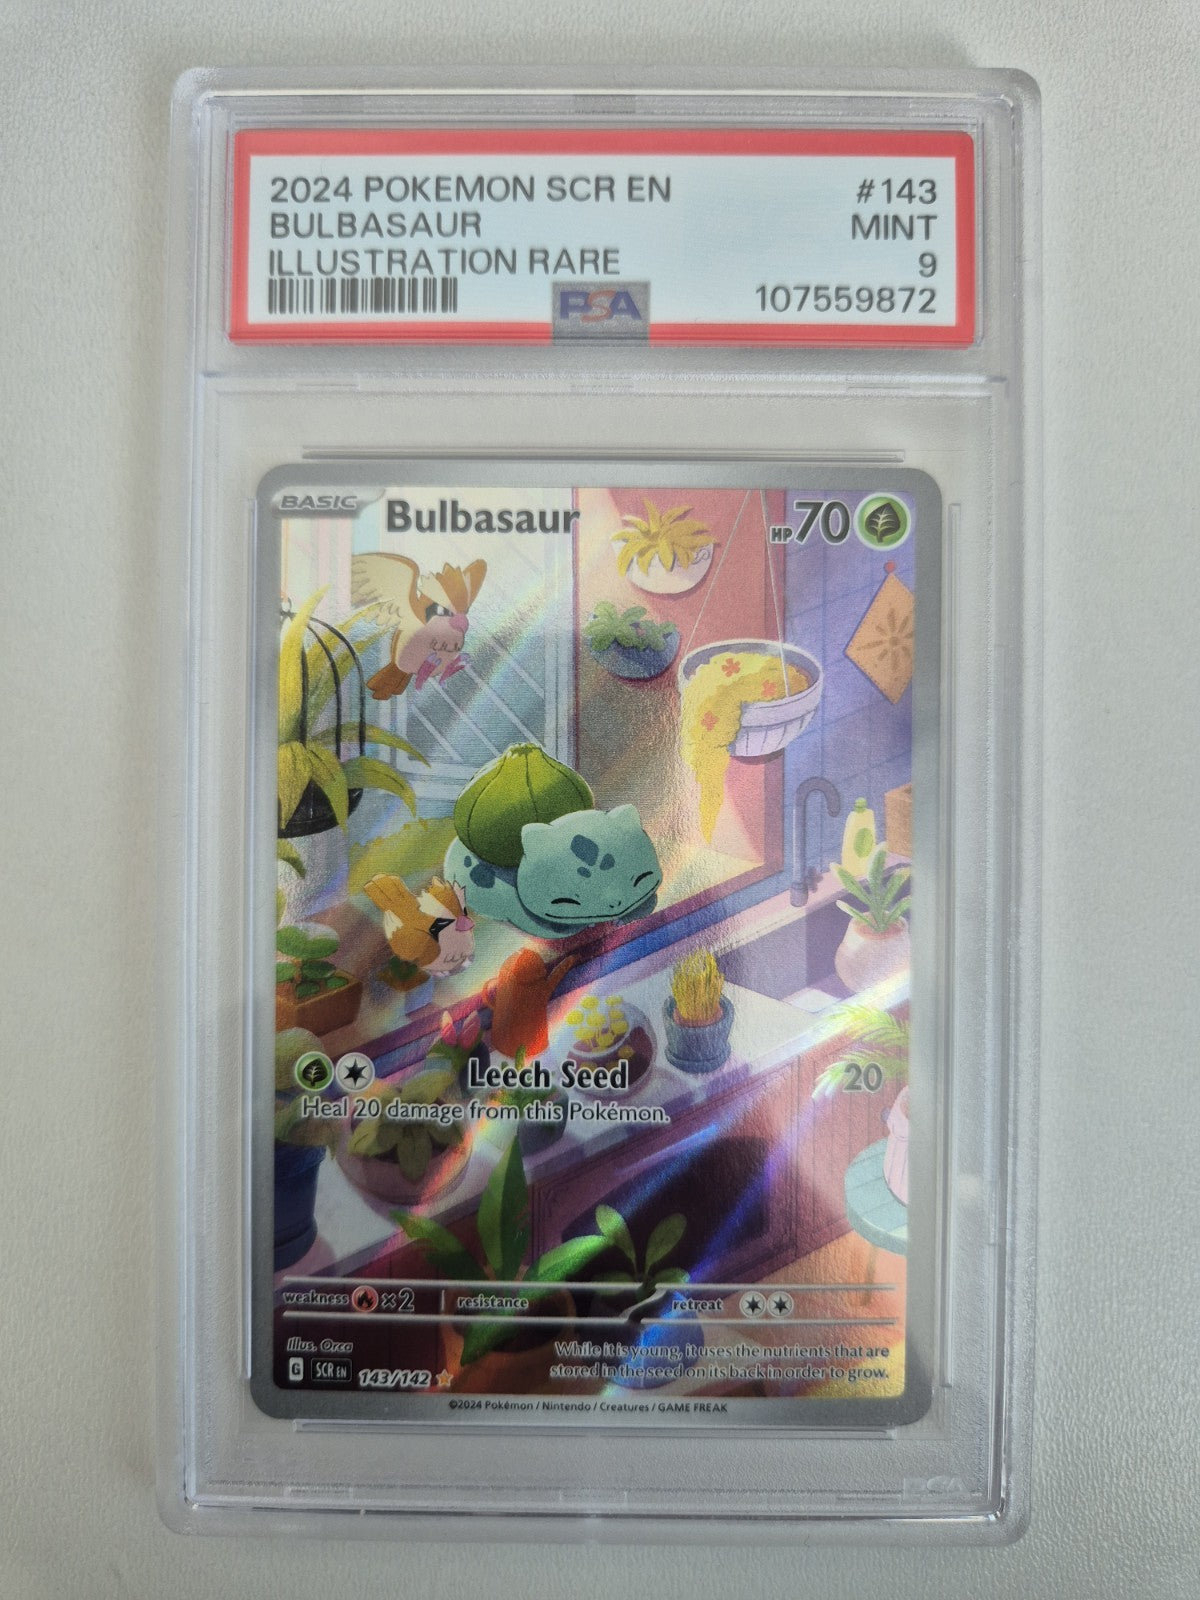 2024 POKEMON SCR EN #143
BULBASAUR MINT
ILLUSTRATION RARE 9
PSA 107559872
BASIC Bulbasaur HP 70
Leech Seed 20
Heal 20 damage from this Pokémon.
weakness ×2 resistance retreat
Illus. Orca
While it is young, it uses the nutrients that are
stored in the seed on its back in order to grow.
G SCR EN 143/142
©2024 Pokémon / Nintendo / Creatures / GAME FREAK
PSA